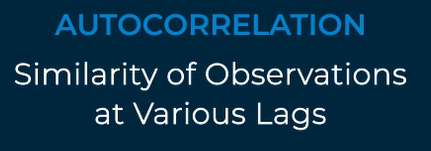 AUTOCORRELATION
Similarity of Observations
at Various Lags